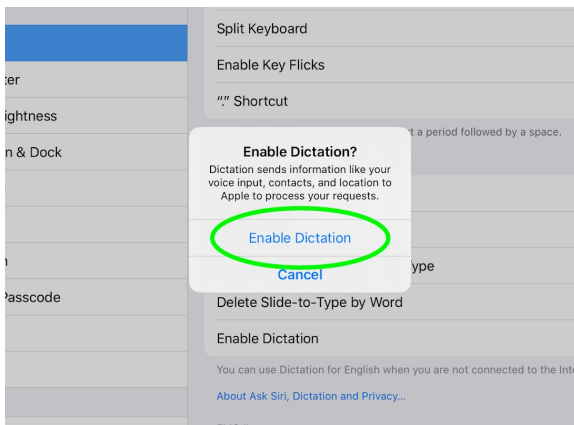 Split Keyboard
Enable Key Flicks
"." Shortcut
ightness
n & Dock
Passcode
a period followed by a space.
Enable Dictation?
Dictation sends information like your
voice input, contacts, and location to
Apple to process your requests.
Enable Dictation
Cancel
ype
Delete Slide-to-Type by Word
Enable Dictation
You can use Dictation for English when you are not connected to the Inte
About Ask Siri, Dictation and Privacy...